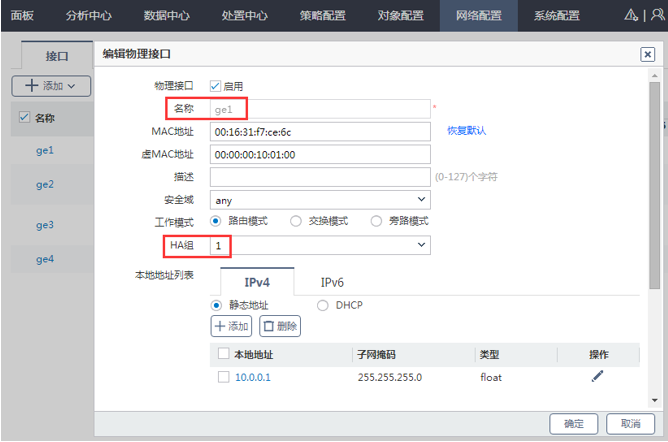 面板 分析中心 数据中心 处置中心 策略配置 对象配置 网络配置 系统配置
接口
编辑物理接口
添加
物理接口 启用
名称
名称 ge1 *
MAC地址 00:16:31:f7:ce:6c 恢复默认
ge1
虚MAC地址 00:00:00:10:01:00
描述 (0-127)个字符
ge2
安全域 any
工作模式 路由模式 交换模式 旁路模式
ge3
HA组 1
ge4
本地地址列表 IPv4 IPv6
静态地址 DHCP
添加 删除
本地地址 子网掩码 类型 操作
10.0.0.1 255.255.255.0 float
确定 取消